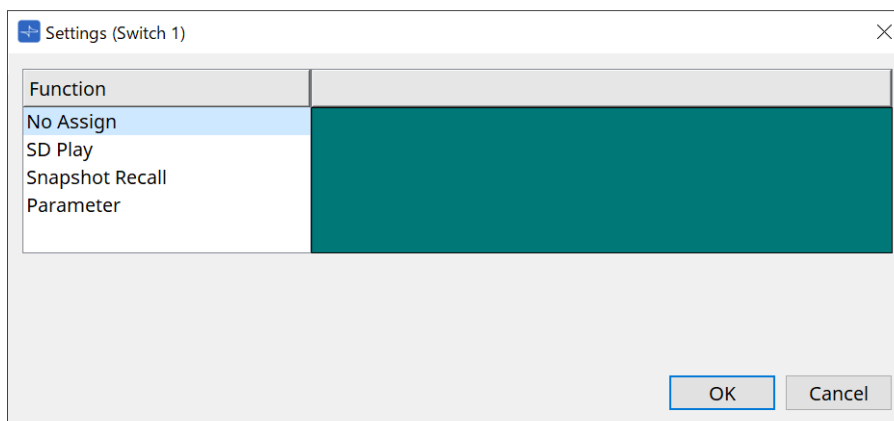 Settings (Switch 1)
Function
No Assign
SD Play
Snapshot Recall
Parameter
OK Cancel